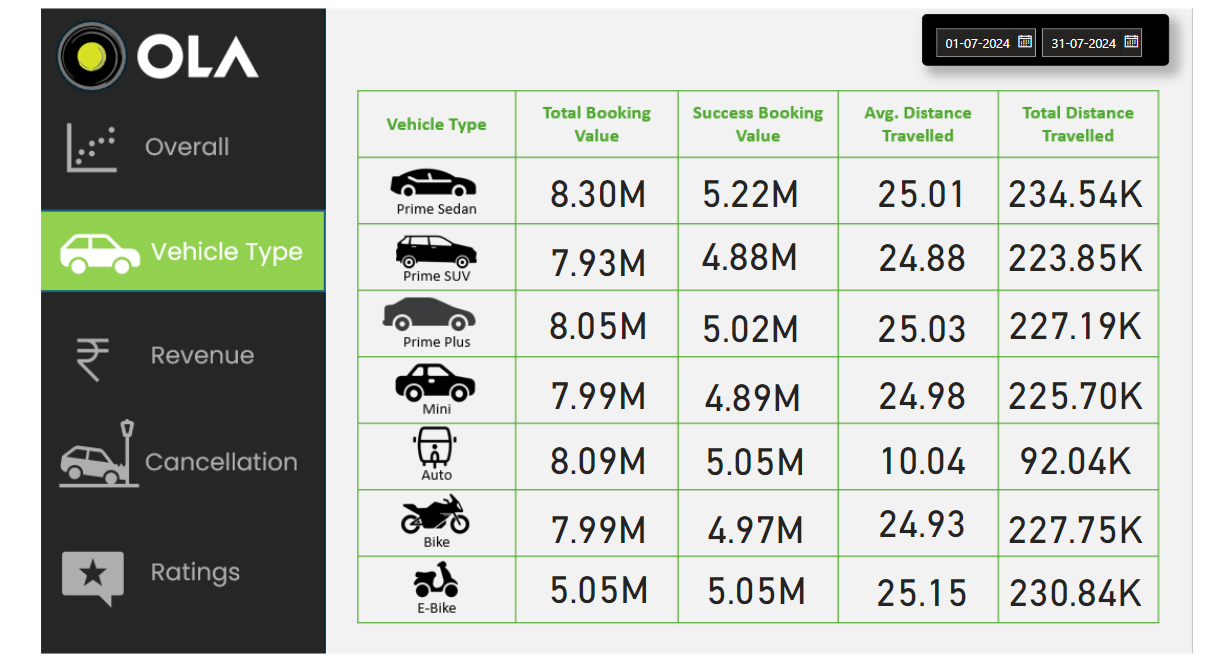 OLA
01-07-2024 31-07-2024
Overall
Vehicle Type
Revenue
Cancellation
Ratings
Vehicle Type Total Booking Value Success Booking Value Avg. Distance Travelled Total Distance Travelled
Prime Sedan 8.30M 5.22M 25.01 234.54K
Prime SUV 7.93M 4.88M 24.88 223.85K
Prime Plus 8.05M 5.02M 25.03 227.19K
Mini 7.99M 4.89M 24.98 225.70K
Auto 8.09M 5.05M 10.04 92.04K
Bike 7.99M 4.97M 24.93 227.75K
E-Bike 5.05M 5.05M 25.15 230.84K